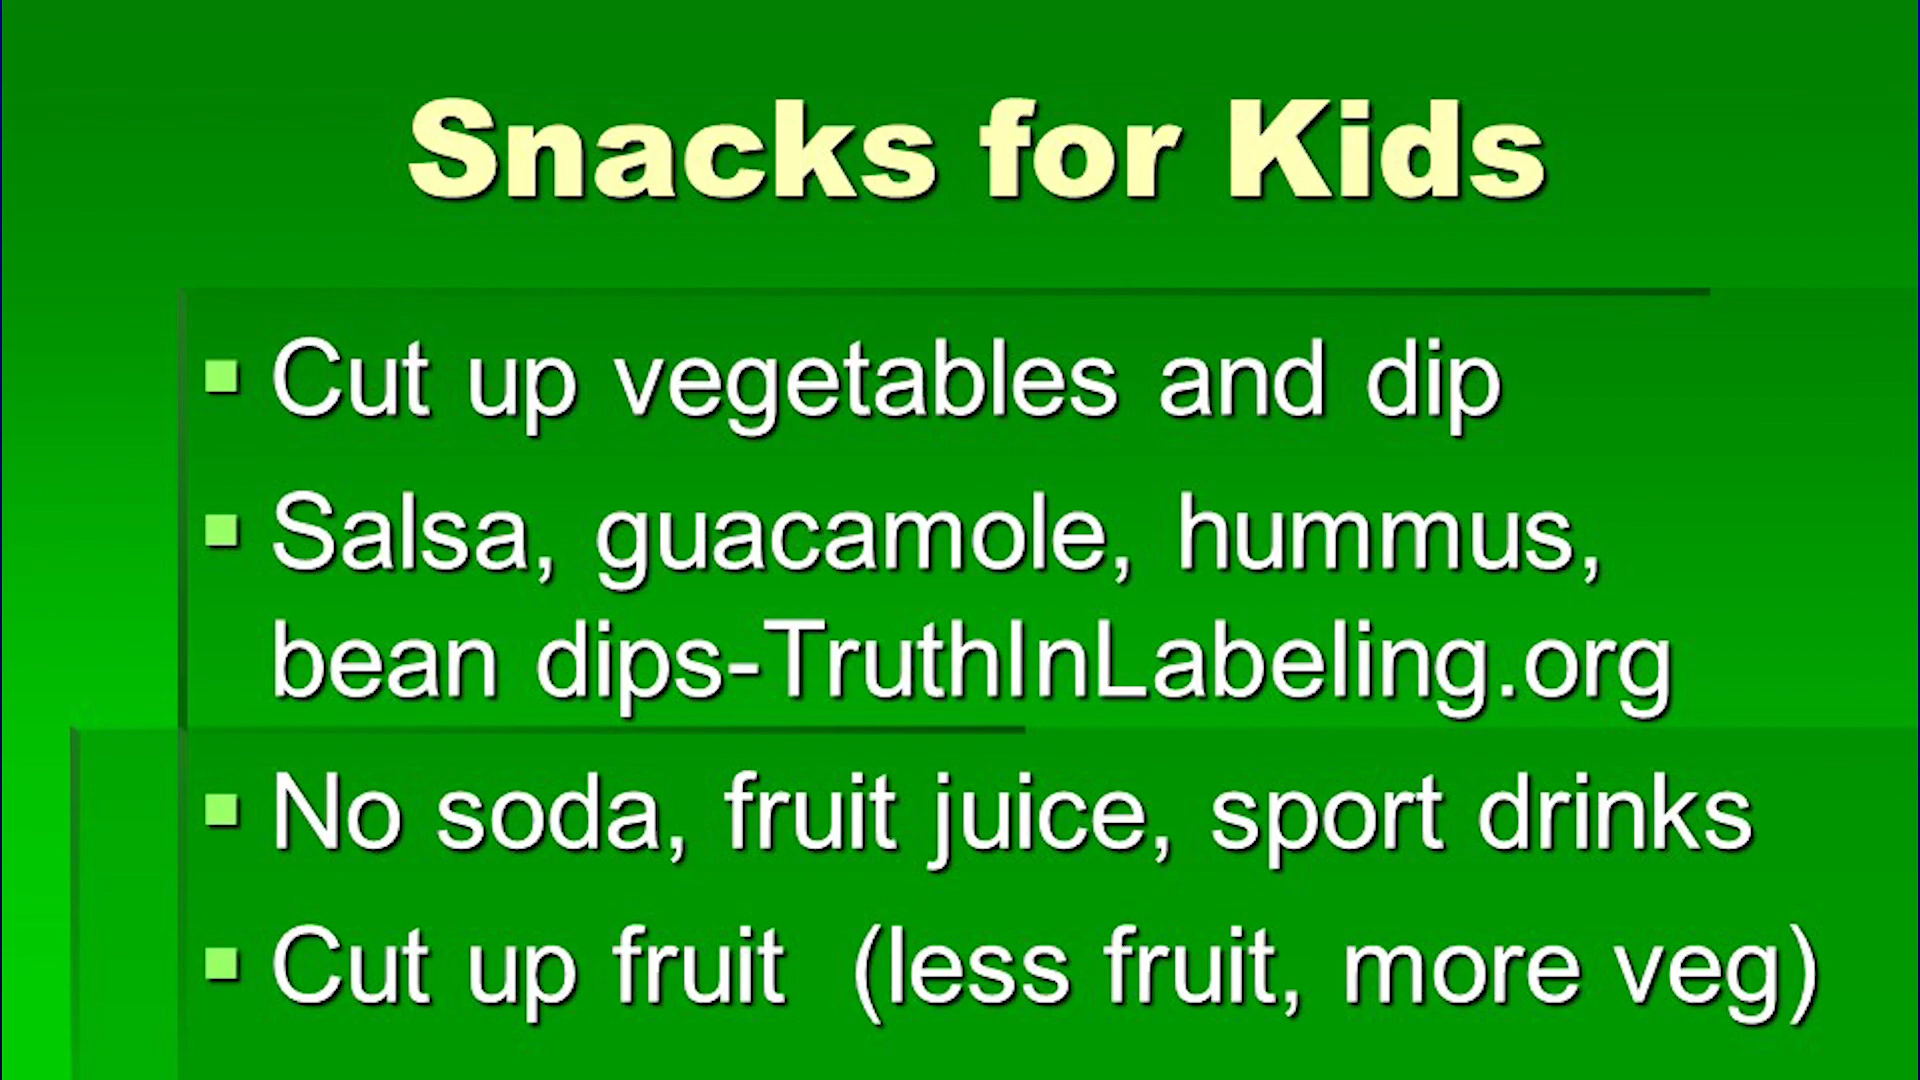 Snacks for Kids
Cut up vegetables and dip
Salsa, guacamole, hummus,
bean dips-TruthInLabeling.org
No soda, fruit juice, sport drinks
Cut up fruit (less fruit, more veg)